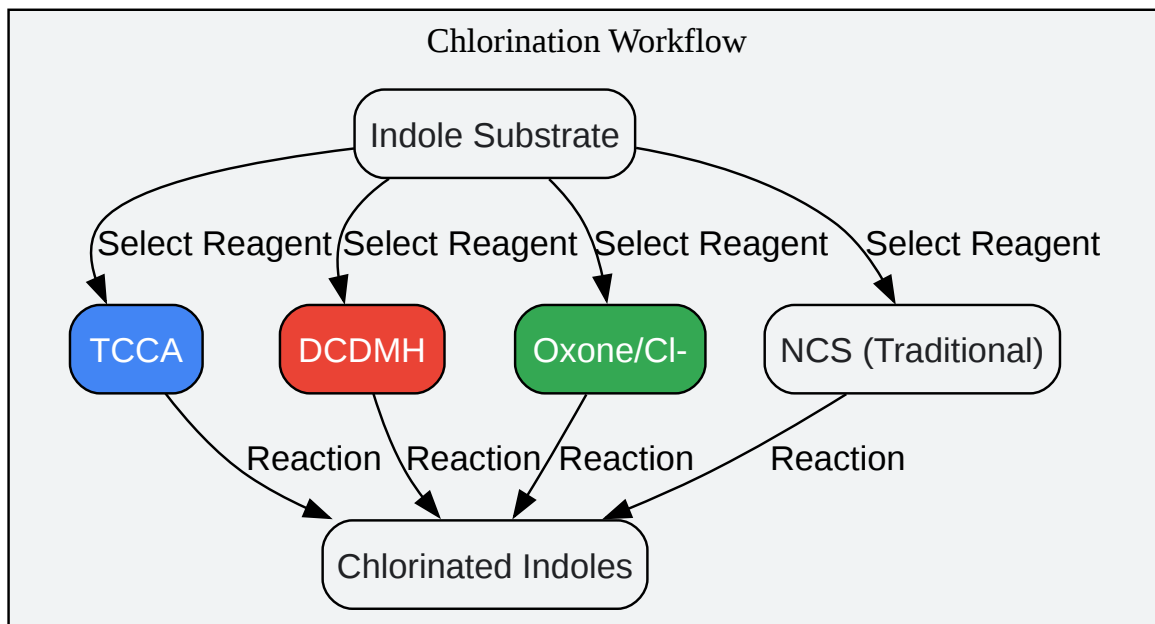 Chlorination Workflow
Indole Substrate
Select Reagent Select Reagent Select Reagent Select Reagent
TCCA DCDMH Oxone/Cl- NCS (Traditional)
Reaction Reaction Reaction Reaction
Chlorinated Indoles